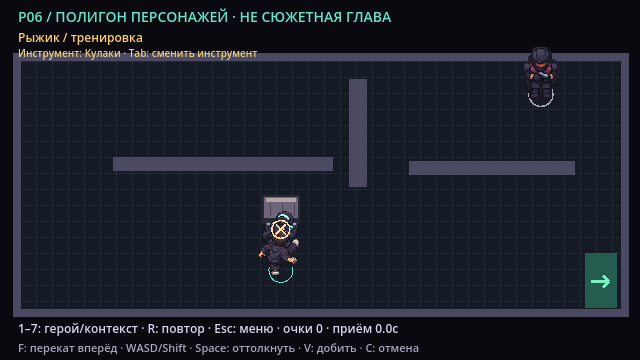 P06 / ПОЛИГОН ПЕРСОНАЖЕЙ · НЕ СЮЖЕТНАЯ ГЛАВА
Рыжик / тренировка
Инструмент: Кулаки · Tab: сменить инструмент
1–7: герой/контекст · R: повтор · Esc: меню · очки 0 · приём 0.0с
F: перекат вперёд · WASD/Shift · Space: оттолкнуть · V: добить · C: отмена